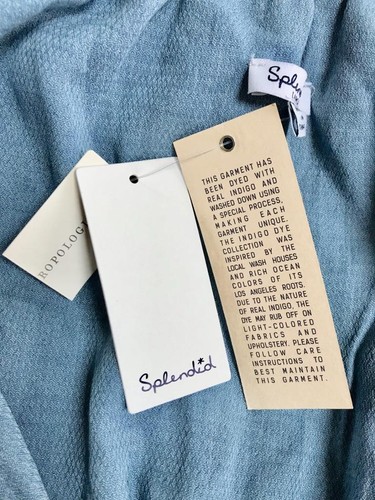 Splen
THIS GARMENT HAS
BEEN DYED WITH
REAL INDIGO AND
WASHED DOWN USING
A SPECIAL PROCESS,
MAKING EACH
GARMENT UNIQUE.
THE INDIGO DYE
COLLECTION WAS
INSPIRED BY THE
LOCAL WASH HOUSES
AND RICH OCEAN
COLORS OF ITS
LOS ANGELES ROOTS.
DUE TO THE NATURE
OF REAL INDIGO, THE
DYE MAY RUB OFF ON
LIGHT-COLORED
FABRICS AND
UPHOLSTERY. PLEASE
FOLLOW CARE
INSTRUCTIONS TO
BEST MAINTAIN
THIS GARMENT.
ROPOLOG
Splendid